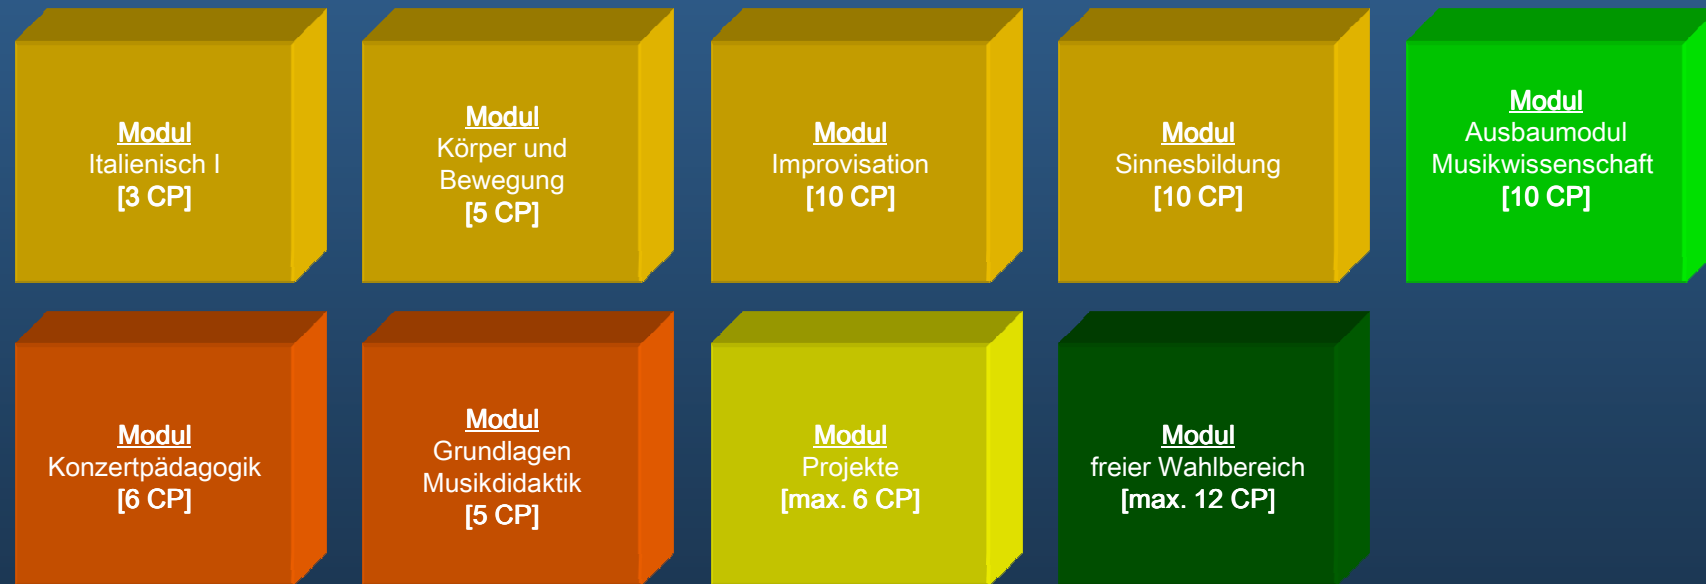 Modul
Italienisch I
[3 CP]
Modul
Körper und
Bewegung
[5 CP]
Modul
Improvisation
[10 CP]
Modul
Sinnesbildung
[10 CP]
Modul
Ausbaumodul
Musikwissenschaft
[10 CP]
Modul
Konzertpädagogik
[6 CP]
Modul
Grundlagen
Musikdidaktik
[5 CP]
Modul
Projekte
[max. 6 CP]
Modul
freier Wahlbereich
[max. 12 CP]